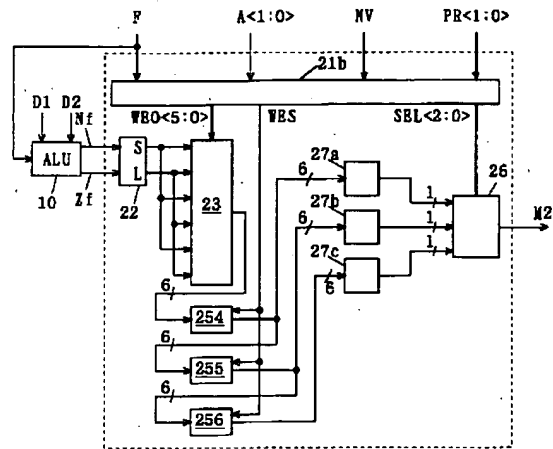 F A<1:0> NV PR<1:0>
21b
D1 D2
WEO<5:0> WES SEL<2:0>
Nf
ALU
S
L
10
Zf
22
23
6
27a
1
26
6
27b
1
M2
27c
1
6
6
254
6
255
6
256